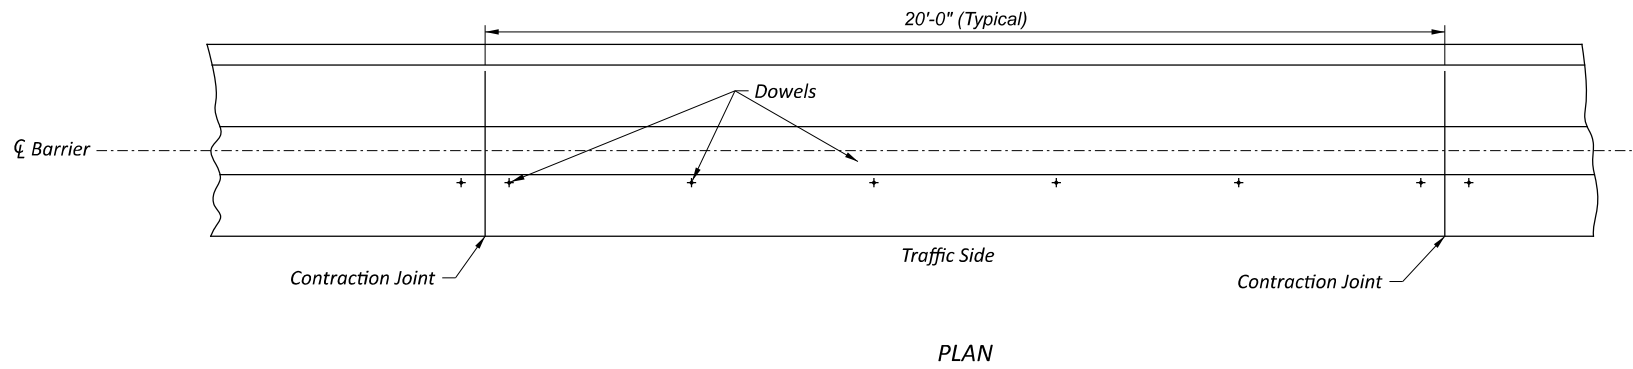 20'-0" (Typical)
Dowels
℄ Barrier
Traffic Side
Contraction Joint
Contraction Joint
PLAN